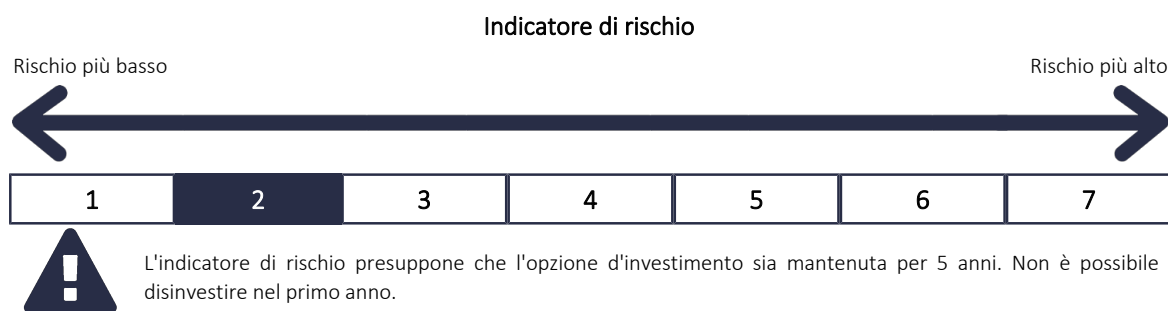 Indicatore di rischio
Rischio più basso
Rischio più alto
1 2 3 4 5 6 7
L'indicatore di rischio presuppone che l'opzione d'investimento sia mantenuta per 5 anni. Non è possibile
disinvestire nel primo anno.